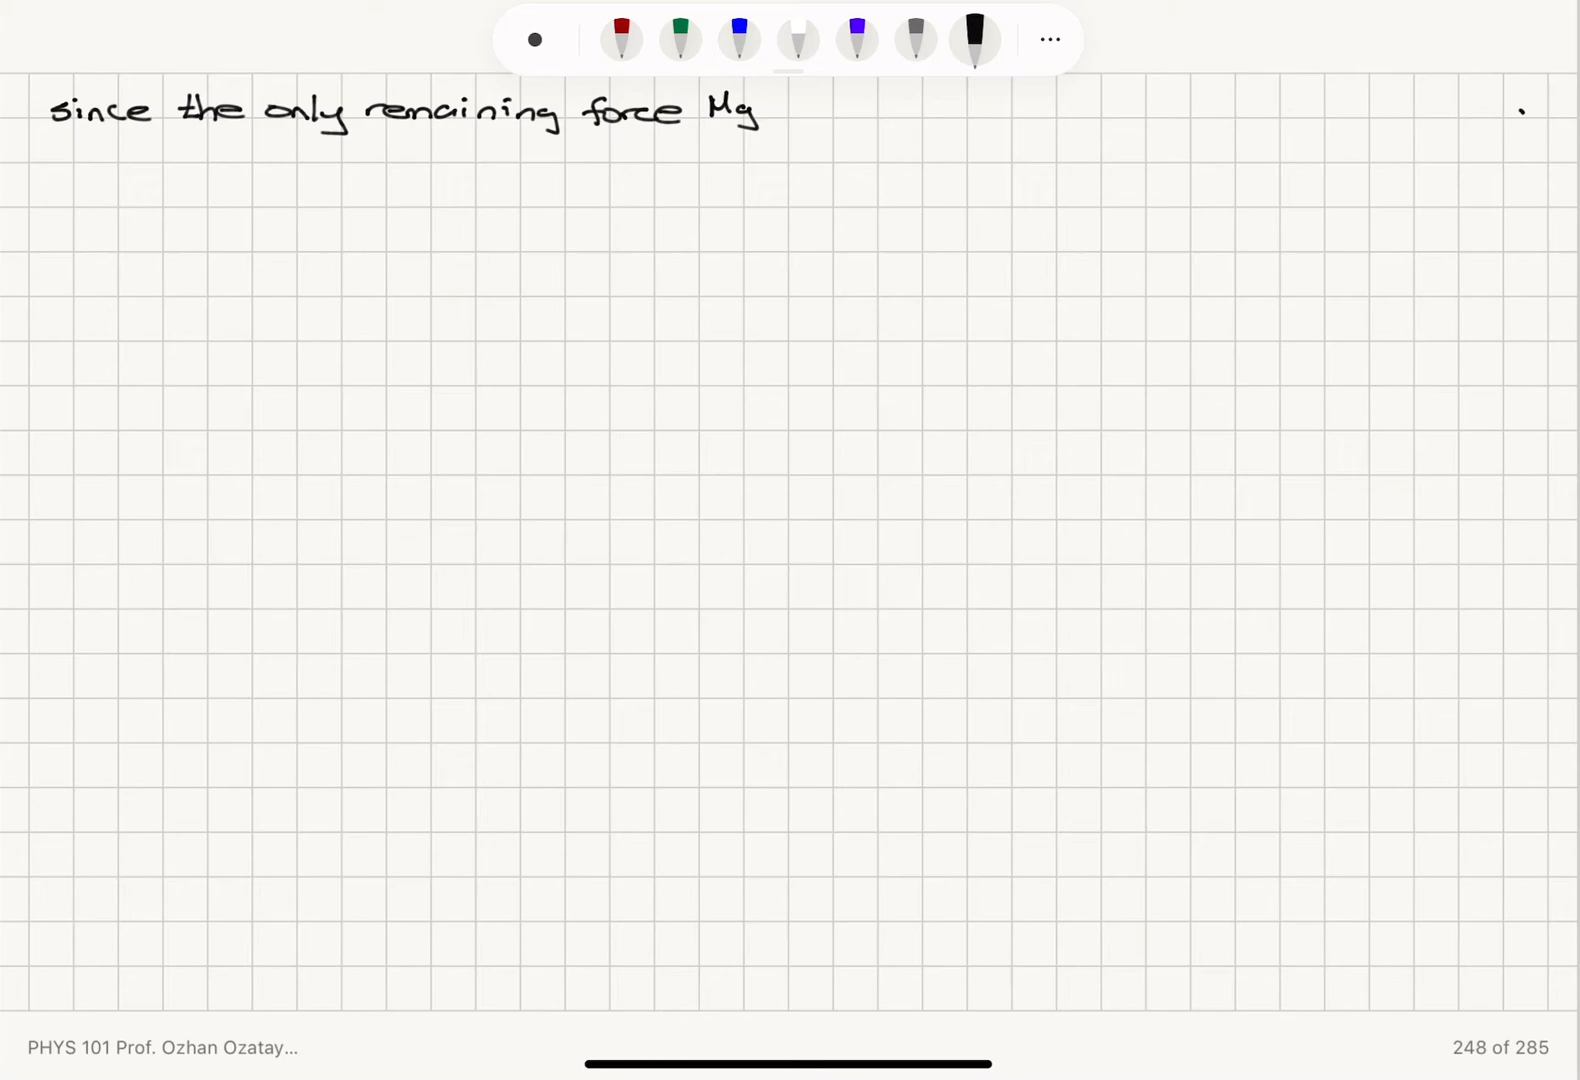 since the only remaining force Mg
PHYS 101 Prof. Ozhan Ozatay...
248 of 285